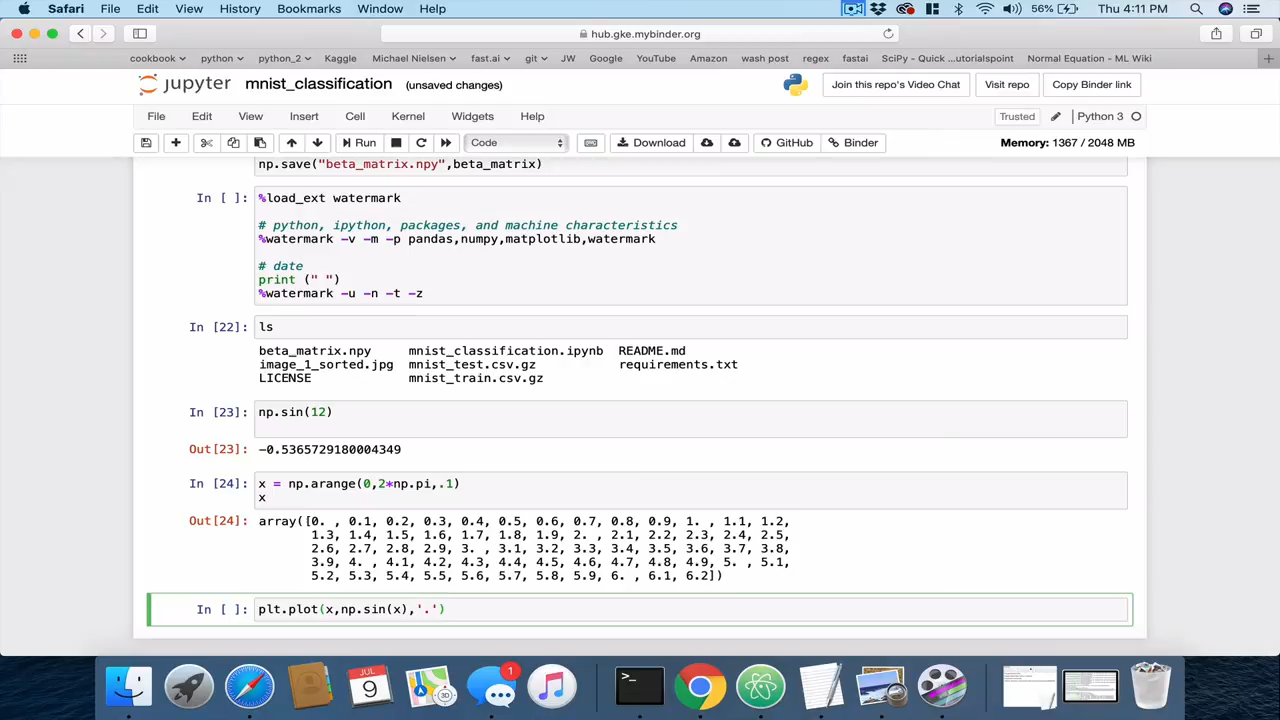 Safari File Edit View History Bookmarks Window Help 56% Thu 4:11 PM
hub.gke.mybinder.org
cookbook python python_2 Kaggle Michael Nielsen fast.ai git JW Google YouTube Amazon wash post regex fastai SciPy - Quick ...utorialspoint Normal Equation - ML Wiki
jupyter mnist_classification (unsaved changes) Join this repo's Video Chat Visit repo Copy Binder link
File Edit View Insert Cell Kernel Widgets Help Trusted Python 3
Run Code Download GitHub Binder Memory: 1367 / 2048 MB
np.save("beta_matrix.npy",beta_matrix)
In [ ]: %load_ext watermark
# python, ipython, packages, and machine characteristics
%watermark -v -m -p pandas,numpy,matplotlib,watermark
# date
print (" ")
%watermark -u -n -t -z
In [22]: ls
beta_matrix.npy mnist_classification.ipynb README.md
image_1_sorted.jpg mnist_test.csv.gz requirements.txt
LICENSE mnist_train.csv.gz
In [23]: np.sin(12)
Out[23]: -0.5365729180004349
In [24]: x = np.arange(0,2*np.pi,.1)
x
Out[24]: array([0. , 0.1, 0.2, 0.3, 0.4, 0.5, 0.6, 0.7, 0.8, 0.9, 1. , 1.1, 1.2,
1.3, 1.4, 1.5, 1.6, 1.7, 1.8, 1.9, 2. , 2.1, 2.2, 2.3, 2.4, 2.5,
2.6, 2.7, 2.8, 2.9, 3. , 3.1, 3.2, 3.3, 3.4, 3.5, 3.6, 3.7, 3.8,
3.9, 4. , 4.1, 4.2, 4.3, 4.4, 4.5, 4.6, 4.7, 4.8, 4.9, 5. , 5.1,
5.2, 5.3, 5.4, 5.5, 5.6, 5.7, 5.8, 5.9, 6. , 6.1, 6.2])
In [ ]: plt.plot(x,np.sin(x),'.')
JUL
9
3D
1
>_